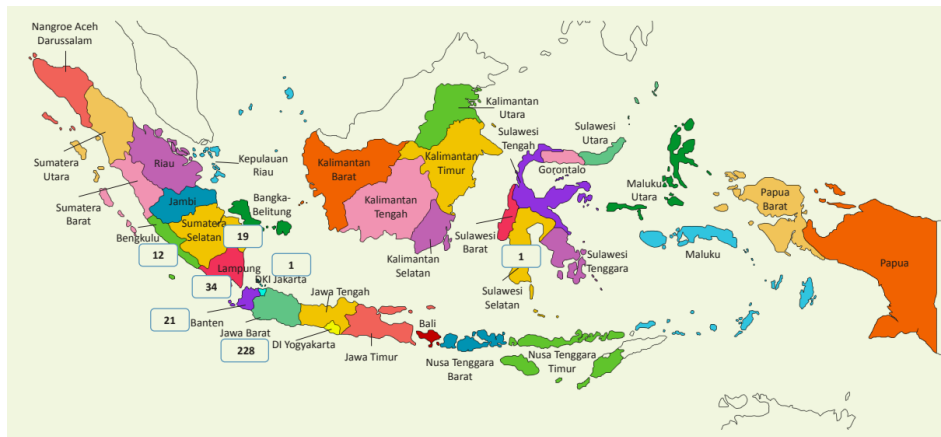 Nangroe Aceh
Darussalam
Sumatera
Utara
Riau
Kepulauan
Riau
Sumatera
Barat
Jambi
Bangka-
Belitung
Bengkulu
Sumatera
Selatan
19
12
Lampung
34
1
DKI Jakarta
21
Banten
Jawa Barat
228
Jawa Tengah
DI Yogyakarta
Jawa Timur
Bali
Nusa Tenggara
Barat
Nusa Tenggara
Timur
Kalimantan
Barat
Kalimantan
Tengah
Kalimantan
Selatan
Kalimantan
Timur
Kalimantan
Utara
Sulawesi
Tengah
Sulawesi
Utara
Gorontalo
Sulawesi
Barat
1
Sulawesi
Selatan
Sulawesi
Tenggara
Maluku
Utara
Maluku
Papua
Barat
Papua